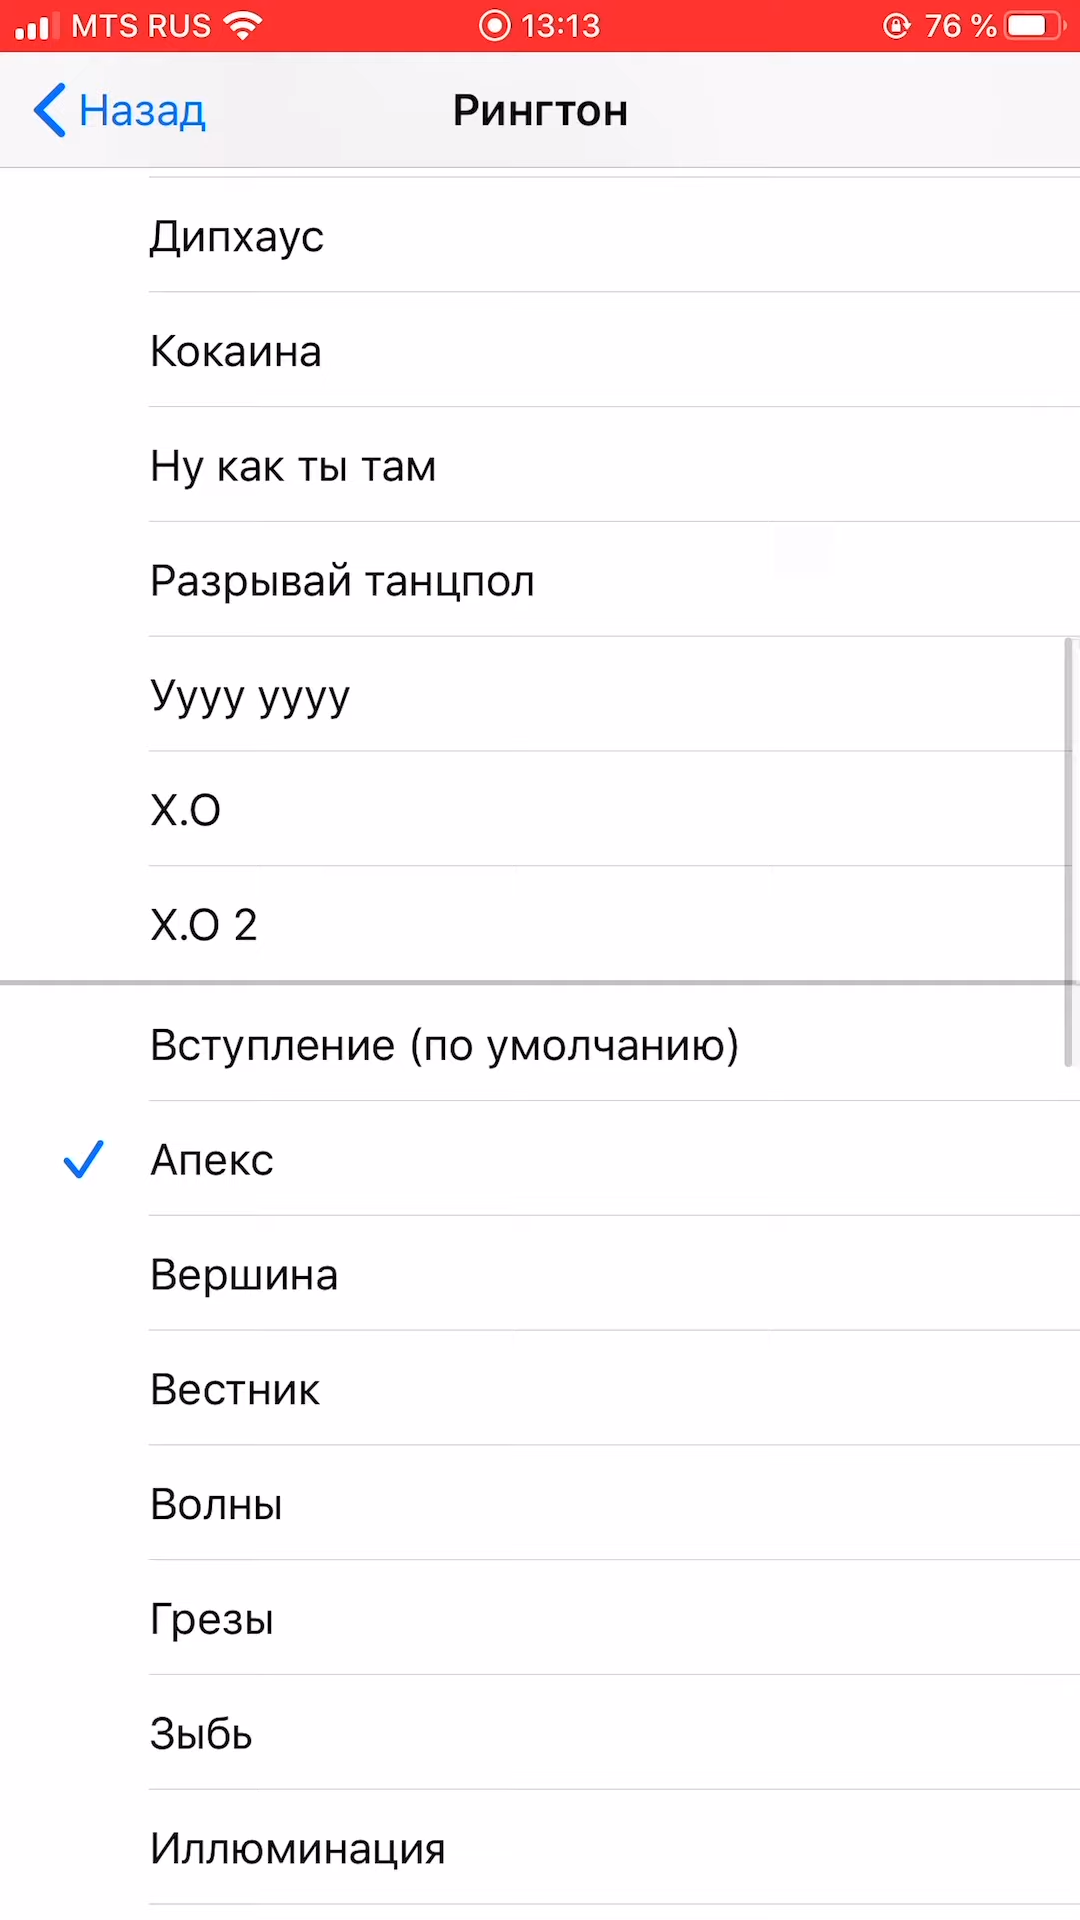 MTS RUS 13:13 76 %
Назад Рингтон
Дипхаус
Кокаина
Ну как ты там
Разрывай танцпол
Уууу уууу
Х.О
Х.О 2
Вступление (по умолчанию)
Апекс
Вершина
Вестник
Волны
Грезы
Зыбь
Иллюминация